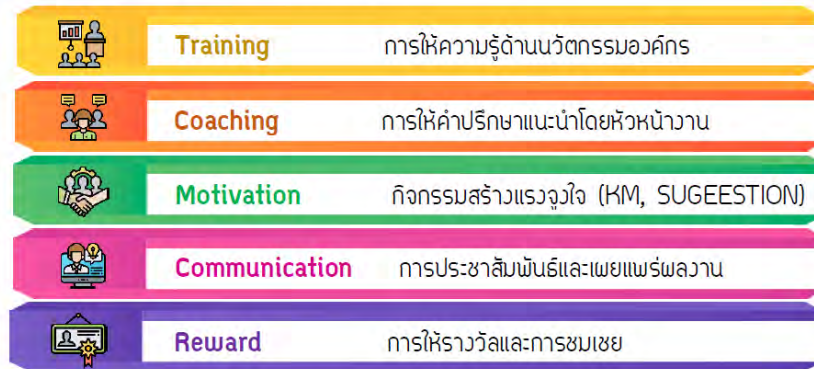 Training การให้ความรู้ด้านนวัตกรรมองค์กร
Coaching การให้คำปรึกษาแนะนำโดยหัวหน้างาน
Motivation กิจกรรมสร้างแรงจูงใจ (KM, SUGEESTION)
Communication การประชาสัมพันธ์และเผยแพร่ผลงาน
Reward การให้รางวัลและการชมเชย